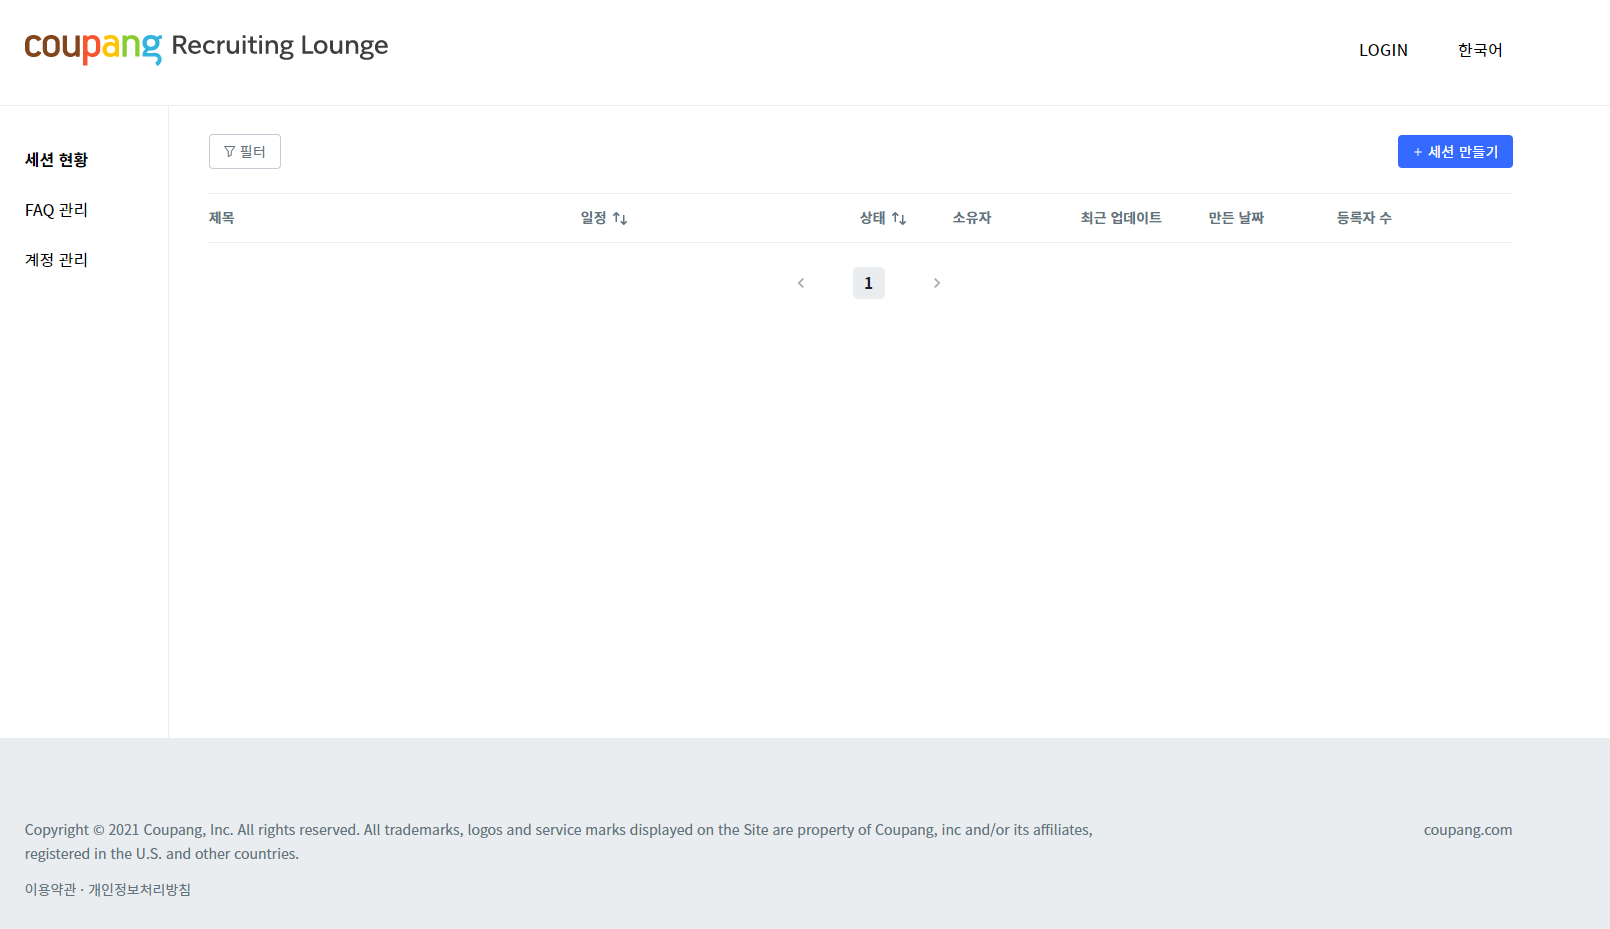 coupang Recruiting Lounge
LOGIN 한국어
세션 현황
FAQ 관리
계정 관리
필터
+ 세션 만들기
제목 일정 상태 소유자 최근 업데이트 만든 날짜 등록자 수
1
Copyright © 2021 Coupang, Inc. All rights reserved. All trademarks, logos and service marks displayed on the Site are property of Coupang, inc and/or its affiliates,
registered in the U.S. and other countries.
coupang.com
이용약관 · 개인정보처리방침